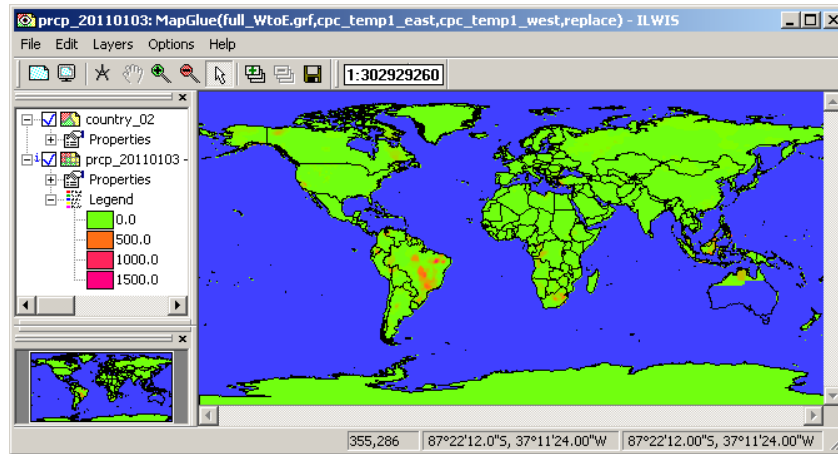 prcp_20110103: MapGlue(full_WtoE.grf,cpc_temp1_east,cpc_temp1_west,replace) - ILWIS
File Edit Layers Options Help
1:302929260
country_02
Properties
prcp_20110103 -
Properties
Legend
0.0
500.0
1000.0
1500.0
355,286 87°22'12.0"S, 37°11'24.00"W 87°22'12.00"S, 37°11'24.00"W